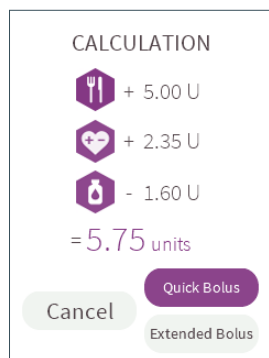 CALCULATION
+ 5.00 U
+ 2.35 U
- 1.60 U
= 5.75 units
Quick Bolus
Cancel
Extended Bolus